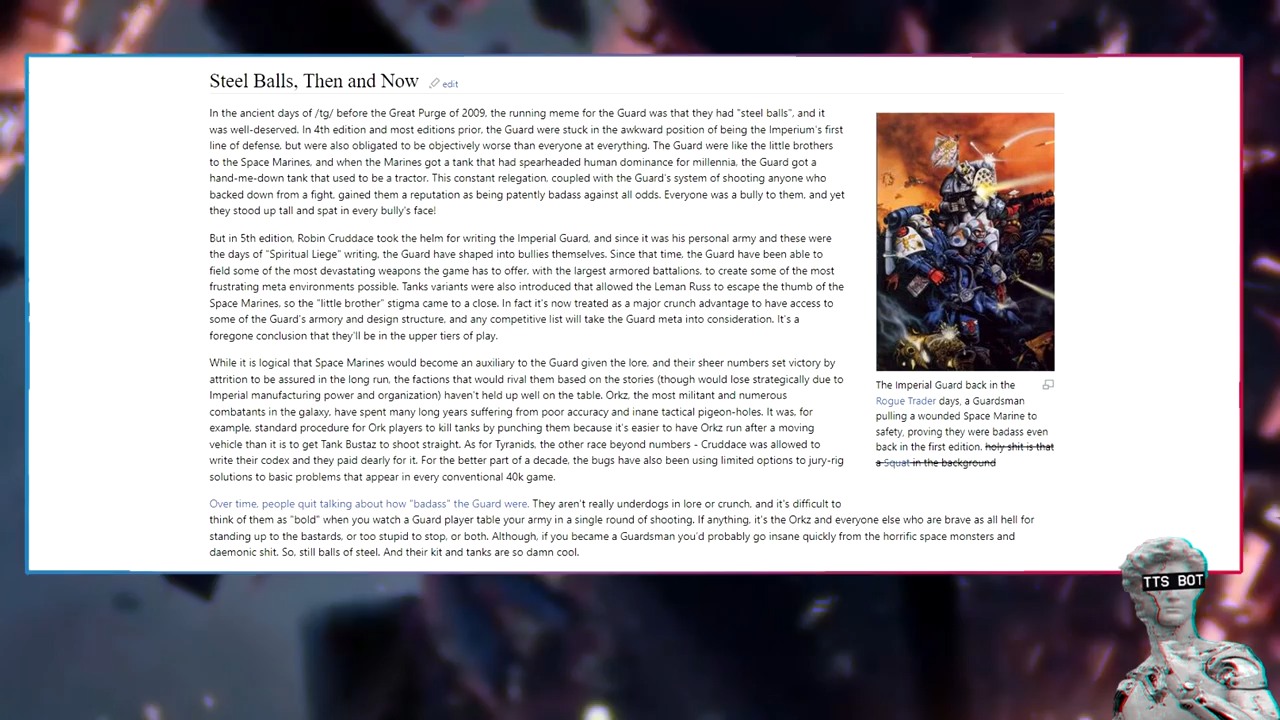 Steel Balls, Then and Now edit
In the ancient days of /tg/ before the Great Purge of 2009, the running meme for the Guard was that they had "steel balls", and it
was well-deserved. In 4th edition and most editions prior, the Guard were stuck in the awkward position of being the Imperium's first
line of defense, but were also obligated to be objectively worse than everyone at everything. The Guard were like the little brothers
to the Space Marines, and when the Marines got a tank that had spearheaded human dominance for millennia, the Guard got a
hand-me-down tank that used to be a tractor. This constant relegation, coupled with the Guard's system of shooting anyone who
backed down from a fight, gained them a reputation as being patently badass against all odds. Everyone was a bully to them, and yet
they stood up tall and spat in every bully's face!
But in 5th edition, Robin Cruddace took the helm for writing the Imperial Guard, and since it was his personal army and these were
the days of "Spiritual Liege" writing, the Guard have shaped into bullies themselves. Since that time, the Guard have been able to
field some of the most devastating weapons the game has to offer, with the largest armored battalions, to create some of the most
frustrating meta environments possible. Tanks variants were also introduced that allowed the Leman Russ to escape the thumb of the
Space Marines, so the "little brother" stigma came to a close. In fact it's now treated as a major crunch advantage to have access to
some of the Guard's armory and design structure, and any competitive list will take the Guard meta into consideration. It's a
foregone conclusion that they'll be in the upper tiers of play.
While it is logical that Space Marines would become an auxiliary to the Guard given the lore, and their sheer numbers set victory by
attrition to be assured in the long run, the factions that would rival them based on the stories (though would lose strategically due to
Imperial manufacturing power and organization) haven't held up well on the table. Orkz, the most militant and numerous
combatants in the galaxy, have spent many long years suffering from poor accuracy and inane tactical pigeon-holes. It was, for
example, standard procedure for Ork players to kill tanks by punching them because it's easier to have Orkz run after a moving
vehicle than it is to get Tank Bustaz to shoot straight. As for Tyranids, the other race beyond numbers - Cruddace was allowed to
write their codex and they paid dearly for it. For the better part of a decade, the bugs have also been using limited options to jury-rig
solutions to basic problems that appear in every conventional 40k game.
Over time, people quit talking about how "badass" the Guard were. They aren't really underdogs in lore or crunch, and it's difficult to
think of them as "bold" when you watch a Guard player table your army in a single round of shooting. If anything, it's the Orkz and everyone else who are brave as all hell for
standing up to the bastards, or too stupid to stop, or both. Although, if you became a Guardsman you'd probably go insane quickly from the horrific space monsters and
daemonic shit. So, still balls of steel. And their kit and tanks are so damn cool.
The Imperial Guard back in the
Rogue Trader days, a Guardsman
pulling a wounded Space Marine to
safety, proving they were badass even
back in the first edition. holy shit is that
a Squat in the background
TTS BOT